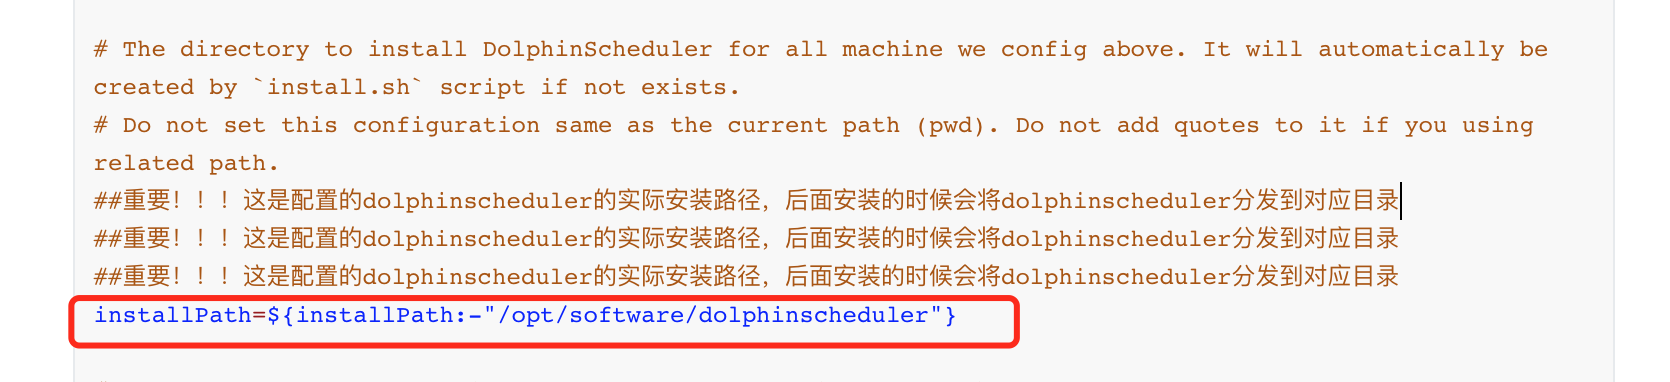 # The directory to install DolphinScheduler for all machine we config above. It will automatically be
created by `install.sh` script if not exists.
# Do not set this configuration same as the current path (pwd). Do not add quotes to it if you using
related path.
##重要！！！这是配置的dolphinscheduler的实际安装路径，后面安装的时候会将dolphinscheduler分发到对应目录
##重要！！！这是配置的dolphinscheduler的实际安装路径，后面安装的时候会将dolphinscheduler分发到对应目录
##重要！！！这是配置的dolphinscheduler的实际安装路径，后面安装的时候会将dolphinscheduler分发到对应目录
installPath=${installPath:-"/opt/software/dolphinscheduler"}